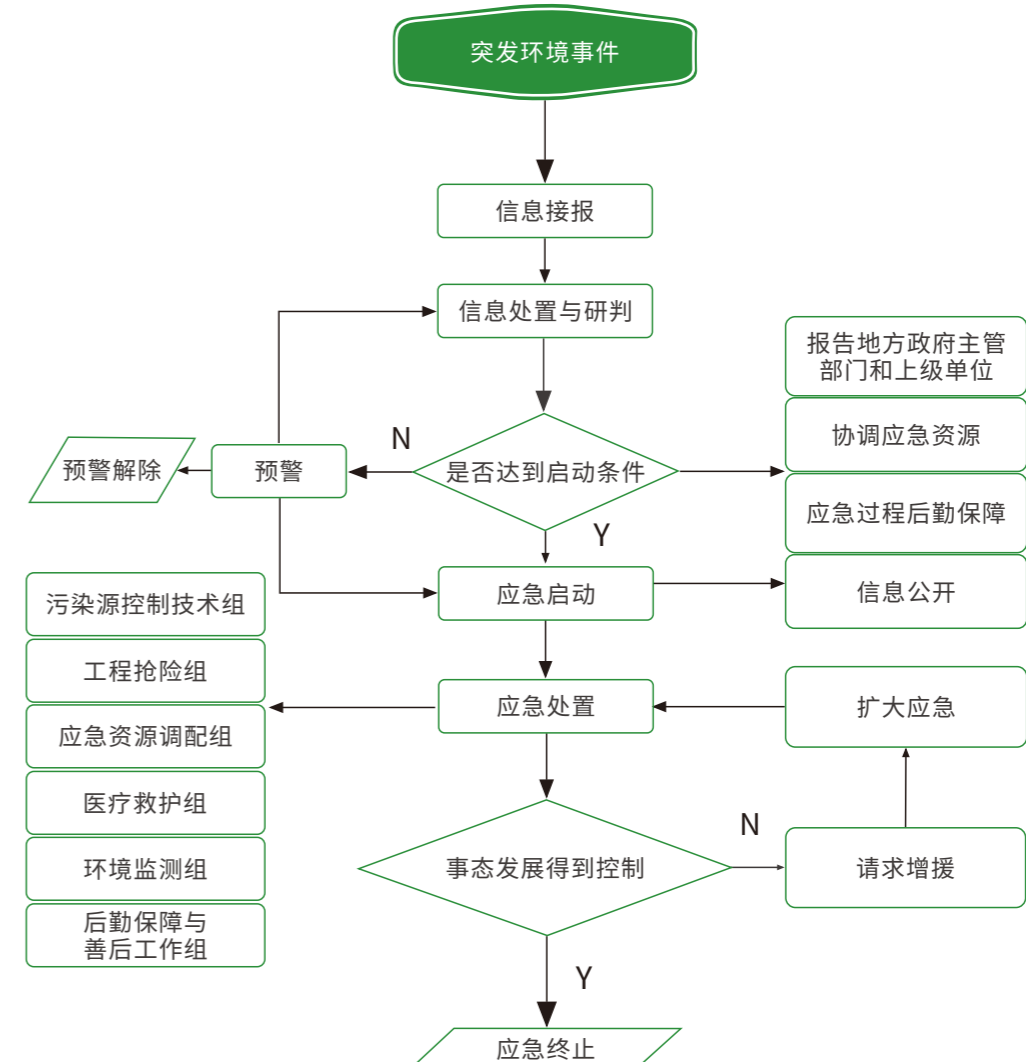 突发环境事件
信息接报
信息处置与研判
报告地方政府主管
部门和上级单位
协调应急资源
应急过程后勤保障
信息公开
N
是否达到启动条件
预警
预警解除
Y
应急启动
污染源控制技术组
工程抢险组
应急资源调配组
医疗救护组
环境监测组
后勤保障与
善后工作组
应急处置
扩大应急
N
事态发展得到控制
请求增援
Y
应急终止